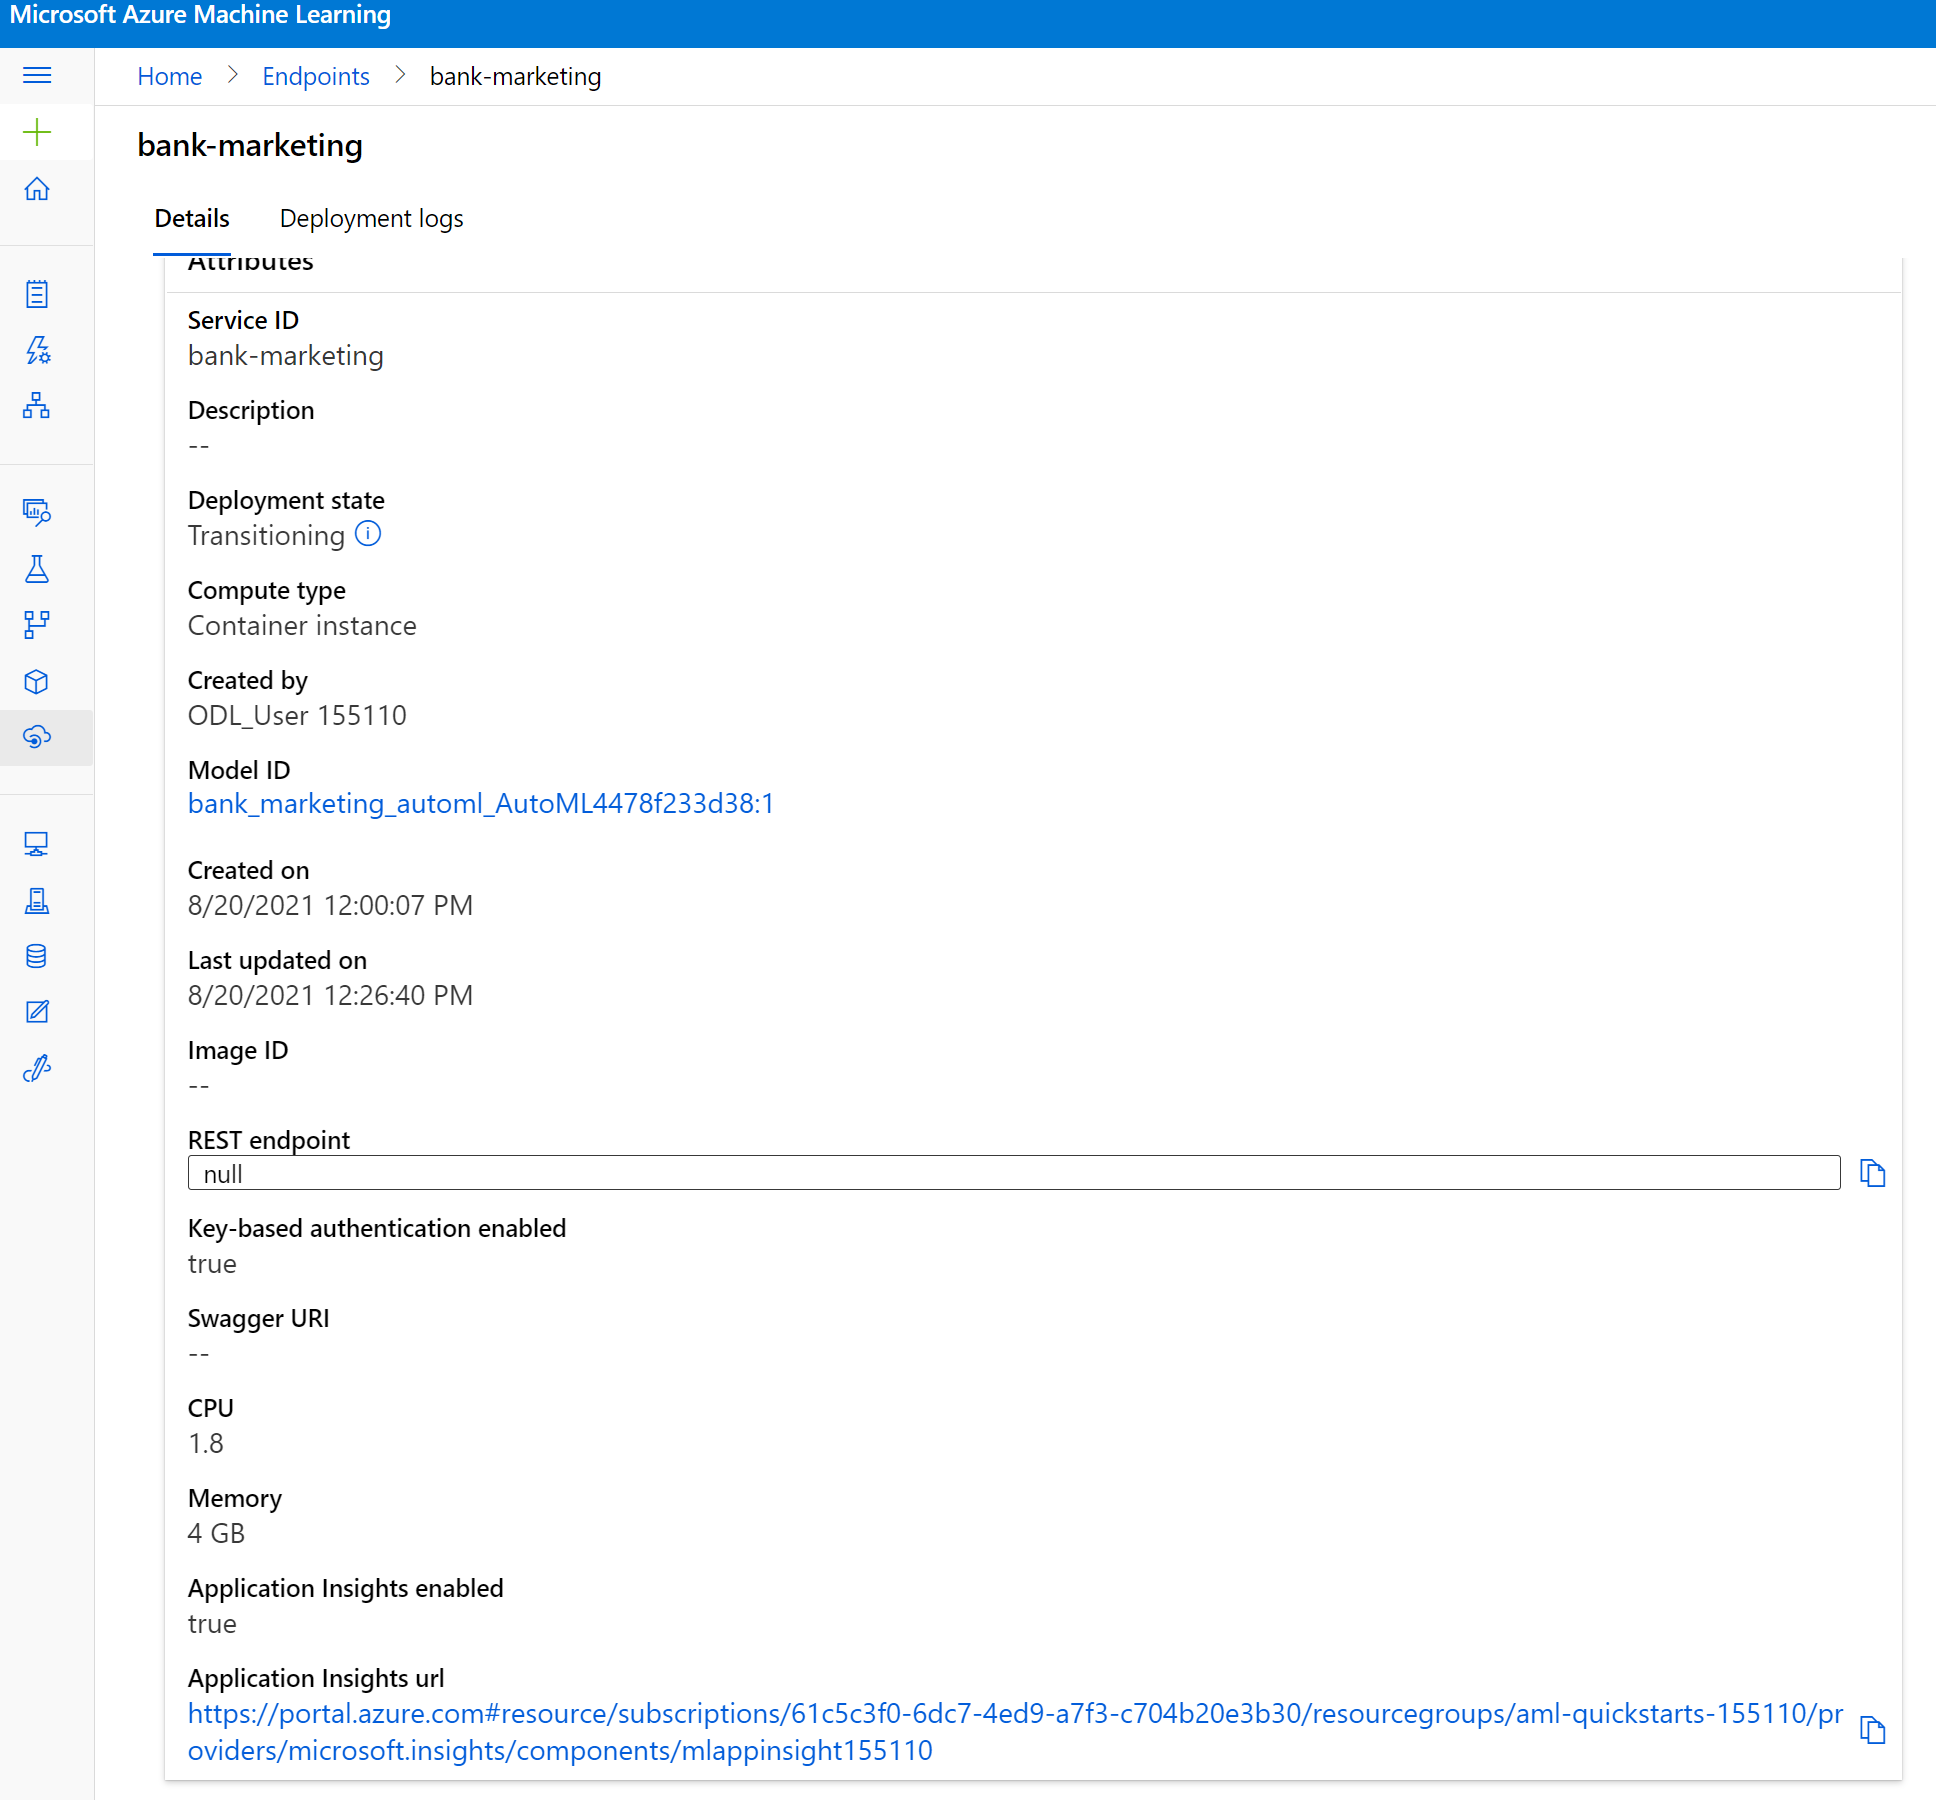 Microsoft Azure Machine Learning
Home > Endpoints > bank-marketing
bank-marketing
Details Deployment logs
Attributes
Service ID
bank-marketing
Description
--
Deployment state
Transitioning
Compute type
Container instance
Created by
ODL_User 155110
Model ID
bank_marketing_automl_AutoML4478f233d38:1
Created on
8/20/2021 12:00:07 PM
Last updated on
8/20/2021 12:26:40 PM
Image ID
--
REST endpoint
null
Key-based authentication enabled
true
Swagger URI
--
CPU
1.8
Memory
4 GB
Application Insights enabled
true
Application Insights url
https://portal.azure.com#resource/subscriptions/61c5c3f0-6dc7-4ed9-a7f3-c704b20e3b30/resourcegroups/aml-quickstarts-155110/pr
oviders/microsoft.insights/components/mlappinsight155110